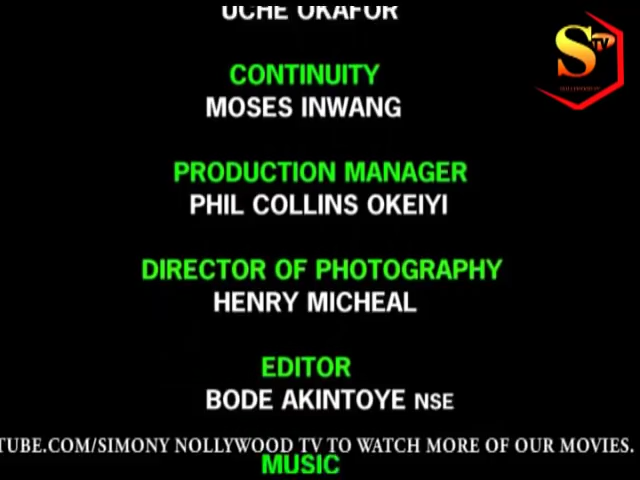 UCHE OKAFOR
STV
CONTINUITY
MOSES INWANG
PRODUCTION MANAGER
PHIL COLLINS OKEIYI
DIRECTOR OF PHOTOGRAPHY
HENRY MICHEAL
EDITOR
BODE AKINTOYE NSE
TUBE.COM/SIMONY NOLLYWOOD TV TO WATCH MORE OF OUR MOVIES.
MUSIC